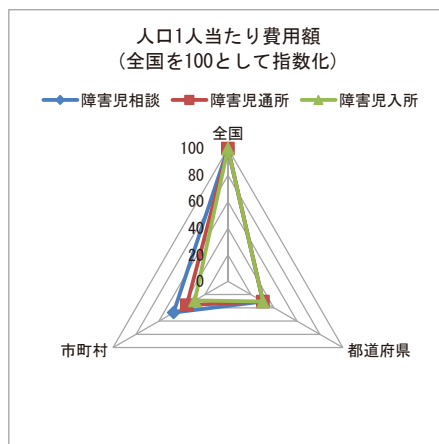 人口1人当たり費用額
(全国を100として指数化)
障害児相談 障害児通所 障害児入所
全国
100
80
60
40
20
0
市町村 都道府県